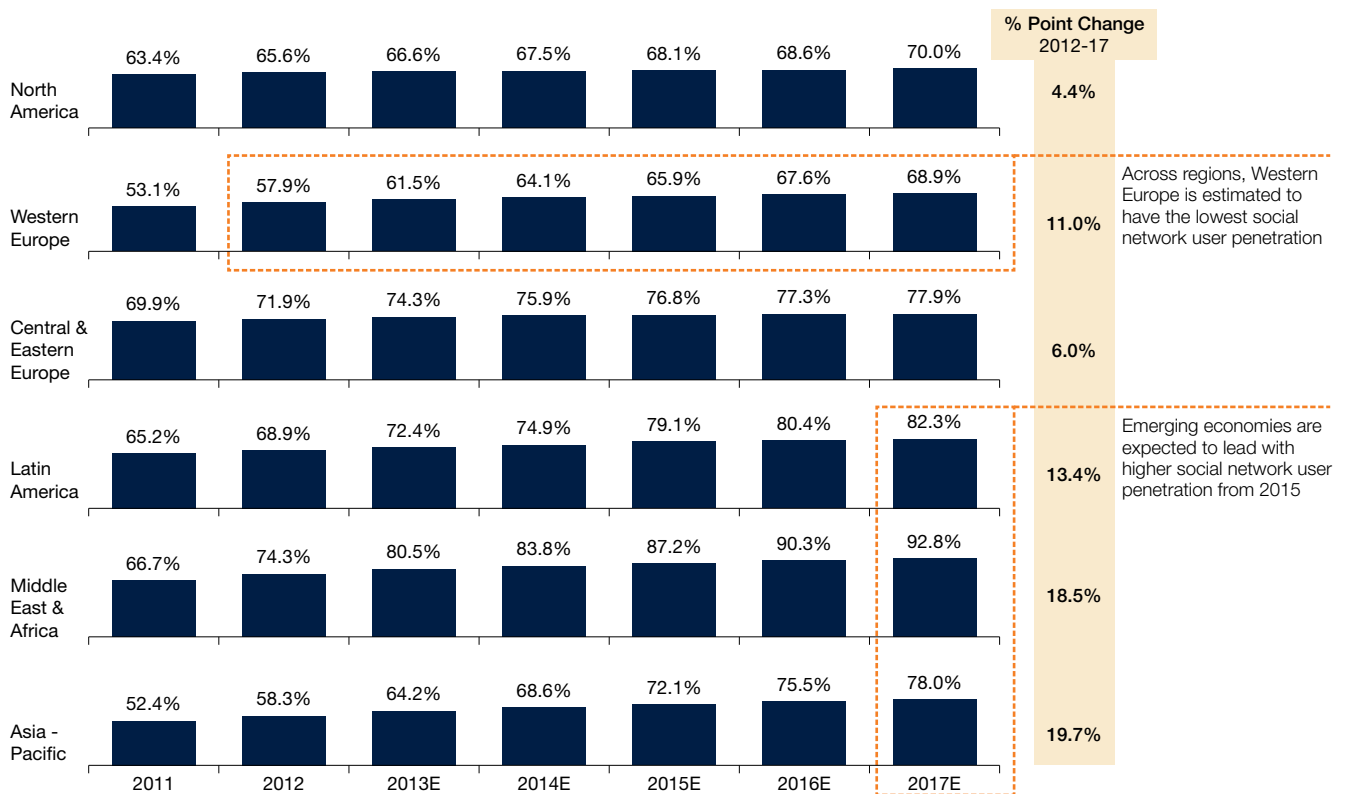 % Point Change
2012-17
North
America
63.4% 65.6% 66.6% 67.5% 68.1% 68.6% 70.0%
4.4%
Western
Europe
53.1% 57.9% 61.5% 64.1% 65.9% 67.6% 68.9%
11.0%
Across regions, Western
Europe is estimated to
have the lowest social
network user penetration
Central &
Eastern
Europe
69.9% 71.9% 74.3% 75.9% 76.8% 77.3% 77.9%
6.0%
Latin
America
65.2% 68.9% 72.4% 74.9% 79.1% 80.4% 82.3%
13.4%
Emerging economies are
expected to lead with
higher social network user
penetration from 2015
Middle
East &
Africa
66.7% 74.3% 80.5% 83.8% 87.2% 90.3% 92.8%
18.5%
Asia -
Pacific
52.4% 58.3% 64.2% 68.6% 72.1% 75.5% 78.0%
19.7%
2011 2012 2013E 2014E 2015E 2016E 2017E